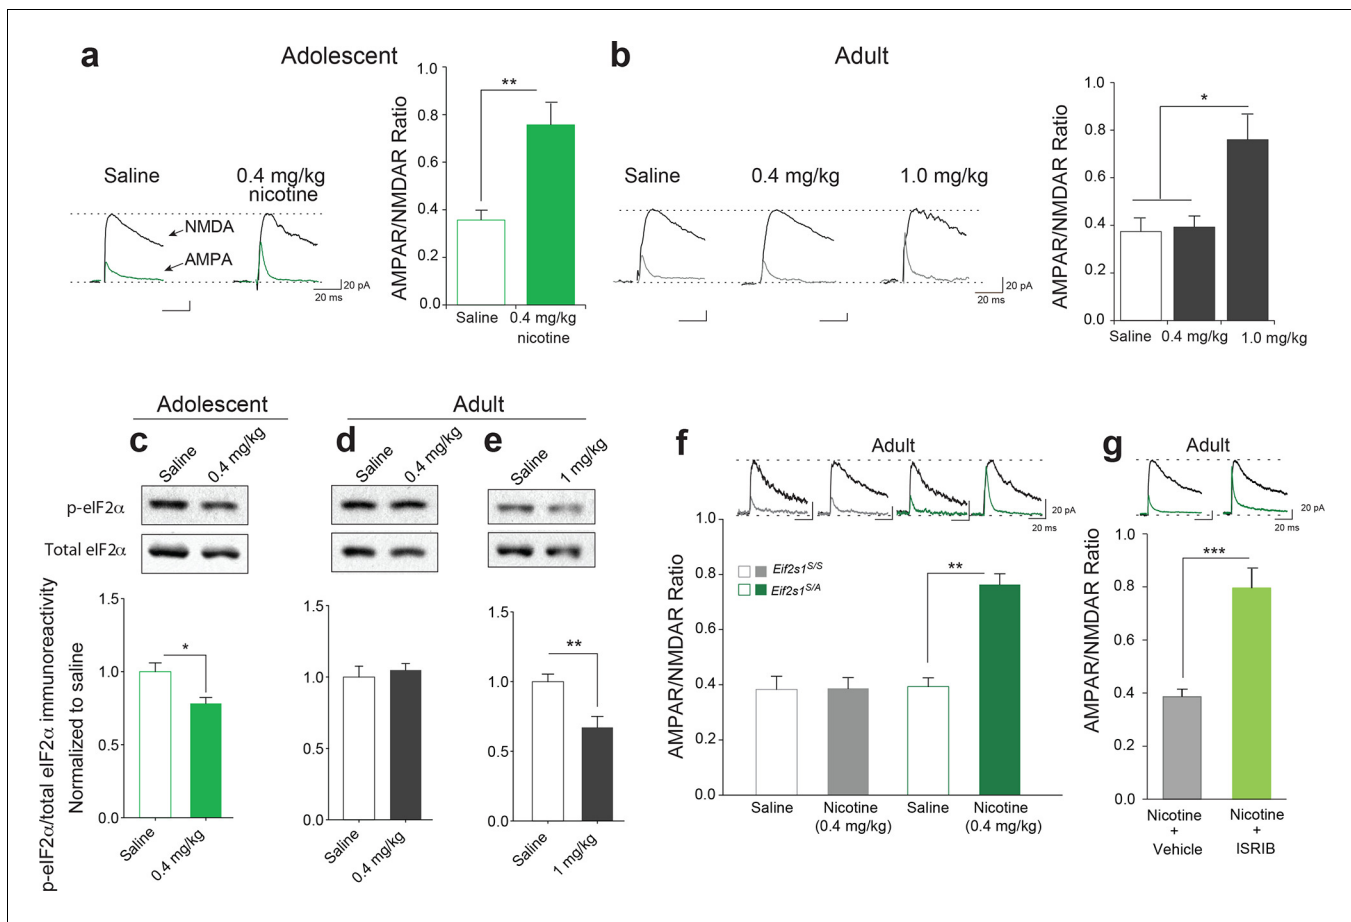 a
Adolescent
Saline
0.4 mg/kg
nicotine
NMDA
AMPA
20 pA
20 ms
AMPAR/NMDAR Ratio
1.0
0.8
0.6
0.4
0.2
0.0
**
Saline
0.4 mg/kg
nicotine
b
Adult
Saline
0.4 mg/kg
1.0 mg/kg
20 pA
20 ms
AMPAR/NMDAR Ratio
1.0
0.8
0.6
0.4
0.2
0.0
*
Saline
0.4 mg/kg
1.0 mg/kg
Adolescent
Adult
c
Saline
0.4 mg/kg
d
Saline
0.4 mg/kg
e
Saline
1 mg/kg
p-eIF2α
Total eIF2α
p-eIF2α/total eIF2α immunoreactivity
Normalized to saline
1.5
1.0
0.5
0.0
*
Saline
0.4 mg/kg
1.5
1.0
0.5
0.0
Saline
0.4 mg/kg
1.5
1.0
0.5
0.0
**
Saline
1 mg/kg
f
Adult
20 pA
20 ms
AMPAR/NMDAR Ratio
1.0
0.8
0.6
0.4
0.2
0.0
Eif2s1S/S
Eif2s1S/A
**
Saline
Nicotine
(0.4 mg/kg)
Saline
Nicotine
(0.4 mg/kg)
g
Adult
20 pA
20 ms
AMPAR/NMDAR Ratio
1.0
0.8
0.6
0.4
0.2
0.0
***
Nicotine
+
Vehicle
Nicotine
+
ISRIB